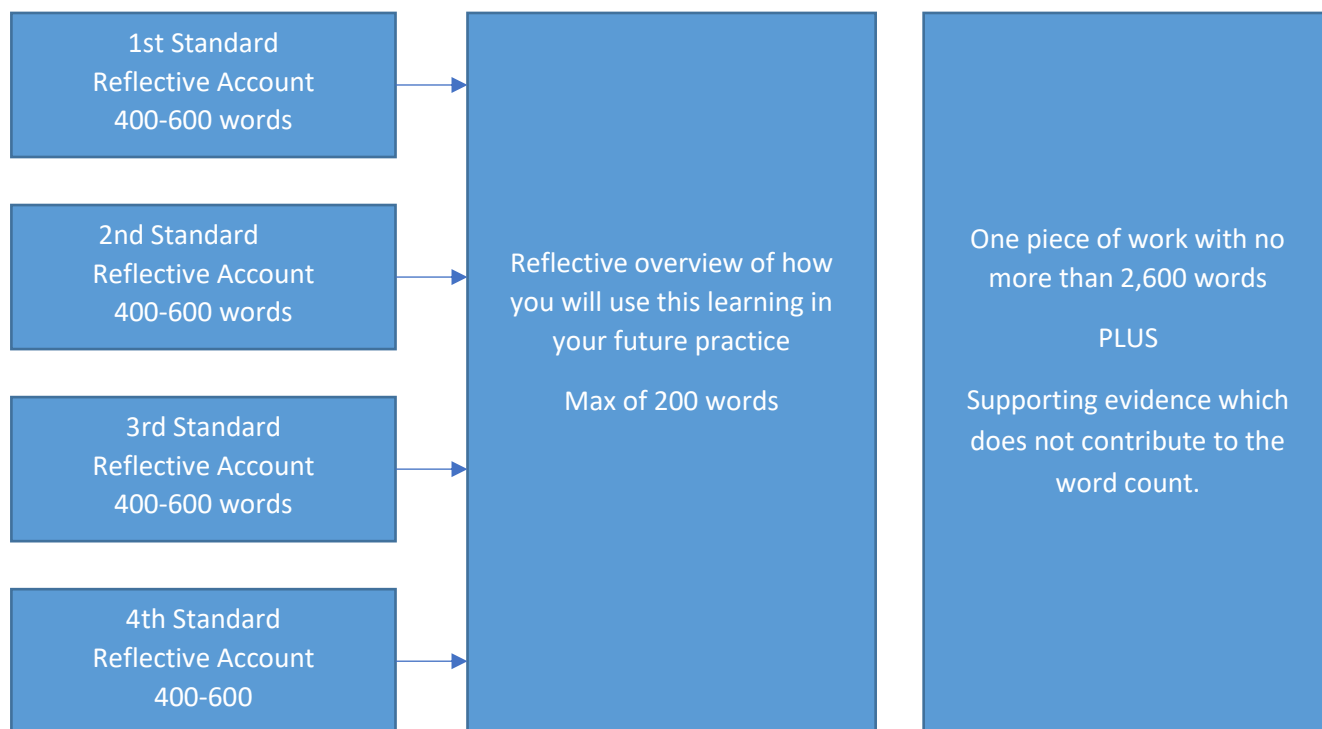 1st Standard
Reflective Account
400-600 words
2nd Standard
Reflective Account
400-600 words
3rd Standard
Reflective Account
400-600 words
4th Standard
Reflective Account
400-600
Reflective overview of how
you will use this learning in
your future practice
Max of 200 words
One piece of work with no
more than 2,600 words
PLUS
Supporting evidence which
does not contribute to the
word count.